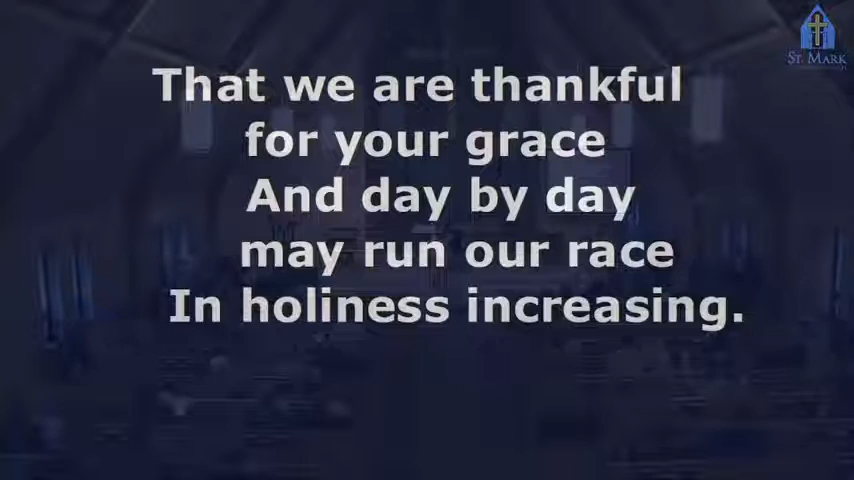 That we are thankful
for your grace
And day by day
may run our race
In holiness increasing.
ST. MARK